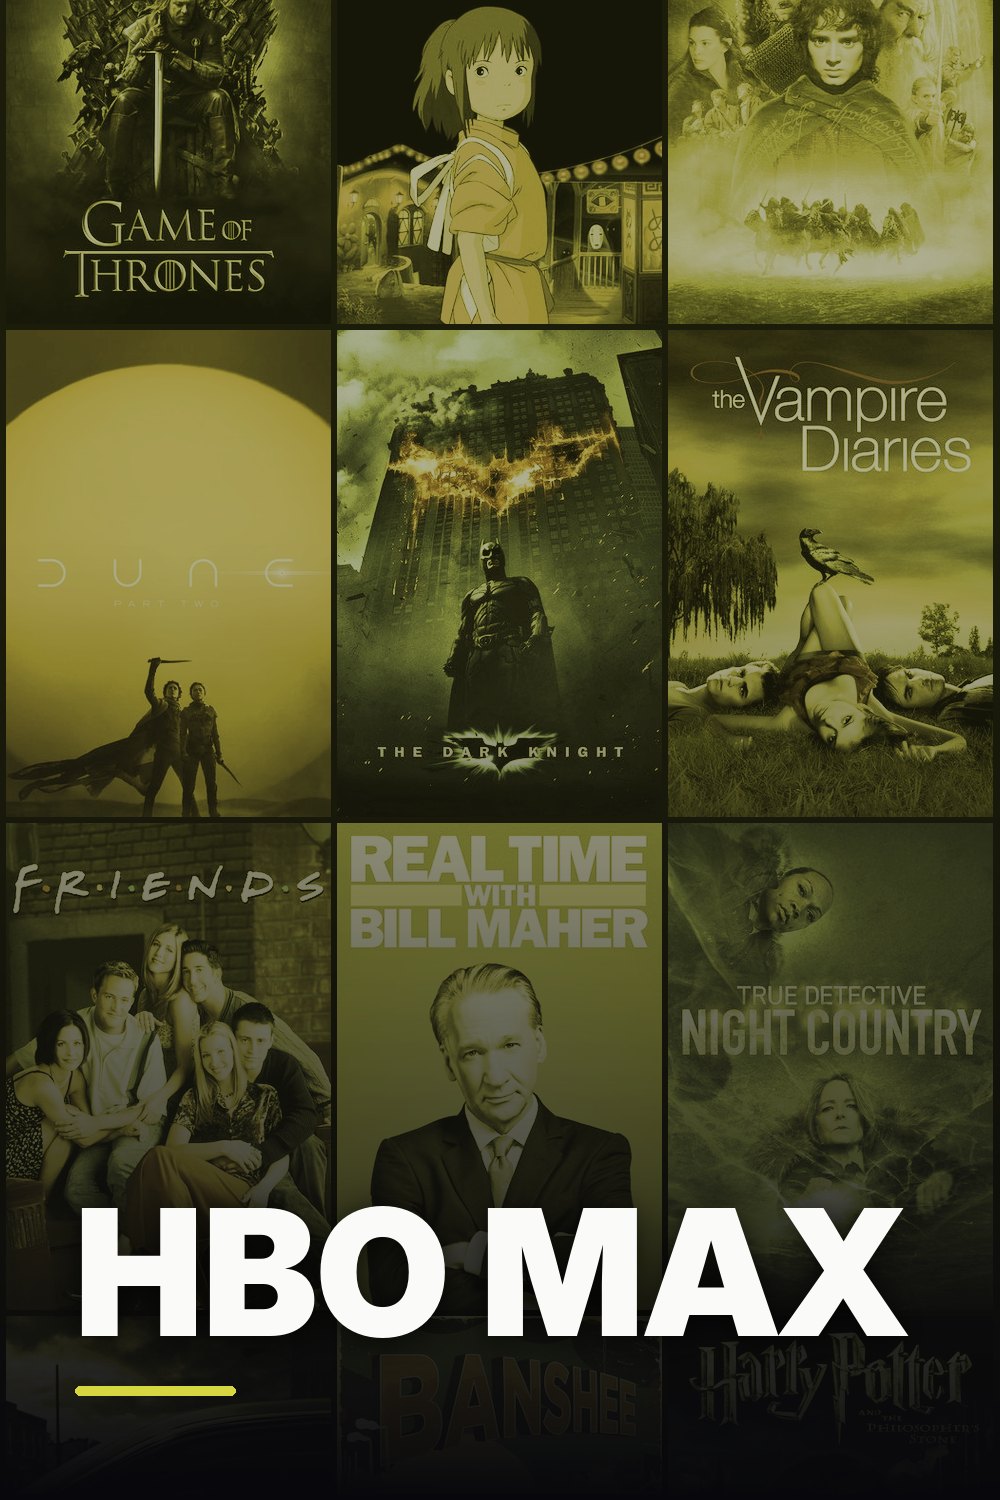 GAME OF
THRONES
the Vampire
Diaries
DUNE
PART TWO
THE DARK KNIGHT
F·R·I·E·N·D·S
REAL TIME
WITH
BILL MAHER
TRUE DETECTIVE
NIGHT COUNTRY
HBO MAX
BANSHEE
Harry Potter
AND THE
PHILOSOPHER'S
STONE